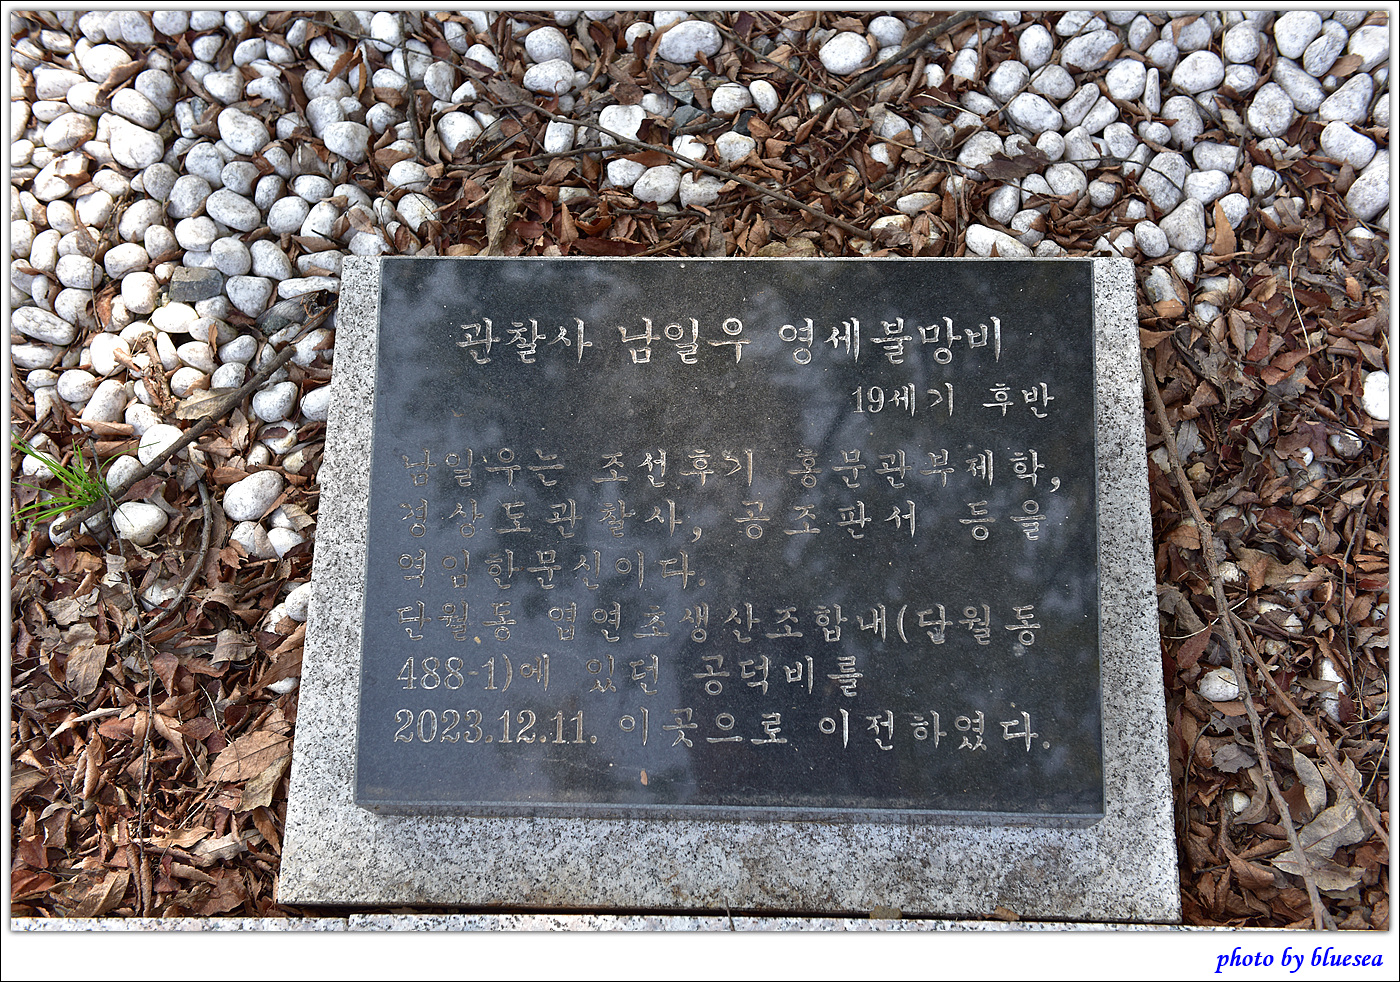 관찰사 남일우 영세불망비
19세기 후반
남일우는 조선후기 홍문관부제학,
경상도관찰사, 공조판서 등을
역임한문신이다.
단월동 엽연초생산조합내(단월동
488-1)에 있던 공덕비를
2023.12.11. 이곳으로 이전하였다.
photo by bluesea